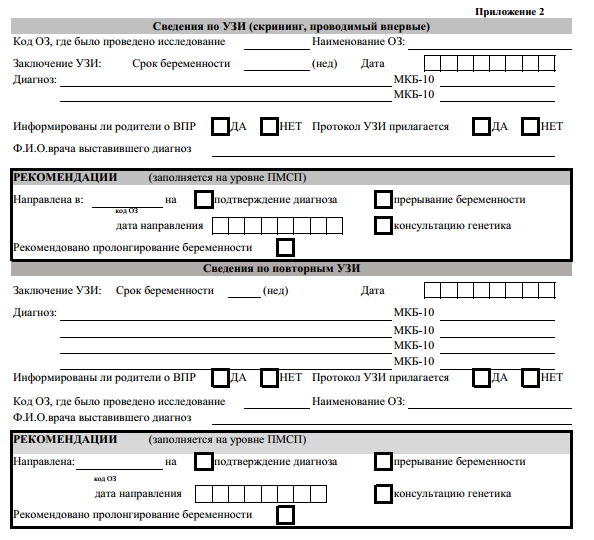 Приложение 2
Сведения по УЗИ (скрининг, проводимый впервые)
Код ОЗ, где было проведено исследование Наименование ОЗ:
Заключение УЗИ: Срок беременности (нед) Дата
Диагноз: МКБ-10
МКБ-10
Информированы ли родители о ВПР ДА НЕТ Протокол УЗИ прилагается ДА НЕТ
Ф.И.О.врача выставившего диагноз
РЕКОМЕНДАЦИИ (заполняется на уровне ПМСП)
Направлена в: на подтверждение диагноза прерывание беременности
код ОЗ
дата направления консультацию генетика
Рекомендовано пролонгирование беременности
Сведения по повторным УЗИ
Заключение УЗИ: Срок беременности (нед) Дата
Диагноз: МКБ-10
МКБ-10
МКБ-10
МКБ-10
Информированы ли родители о ВПР ДА НЕТ Протокол УЗИ прилагается ДА НЕТ
Код ОЗ, где было проведено исследование Наименование ОЗ:
Ф.И.О.врача выставившего диагноз
РЕКОМЕНДАЦИИ (заполняется на уровне ПМСП)
Направлена: на подтверждение диагноза прерывание беременности
код ОЗ
дата направления консультацию генетика
Рекомендовано пролонгирование беременности